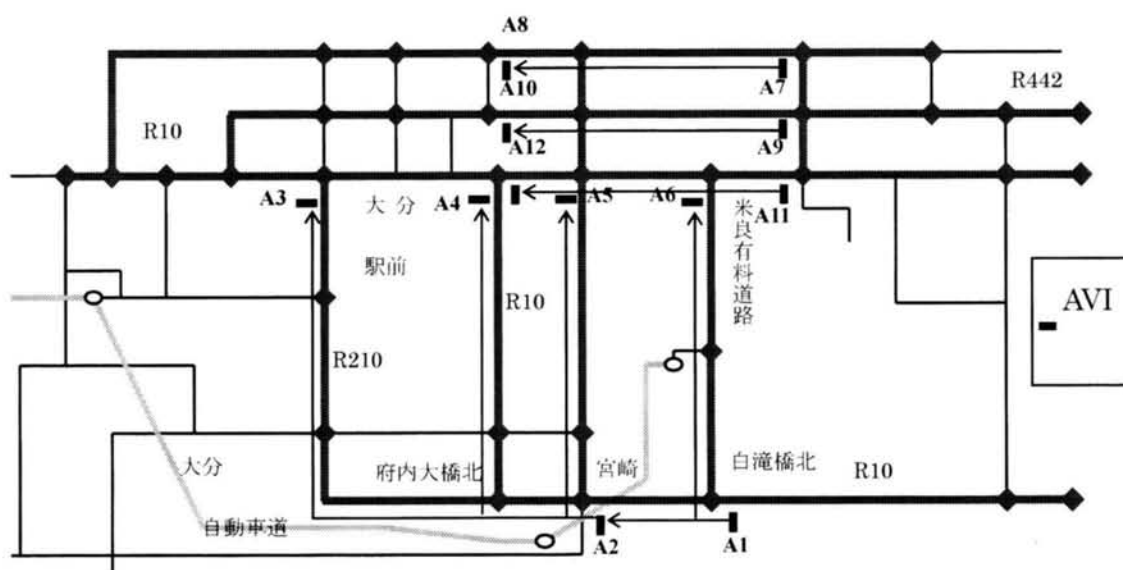 A8
A10
A7
R442
R10
A12
A9
A3
大分
A4
A5
A6
A11
駅前
米良有料道路
R10
AVI
R210
大分
府内大橋北
宮崎
白滝橋北
R10
自動車道
A2
A1